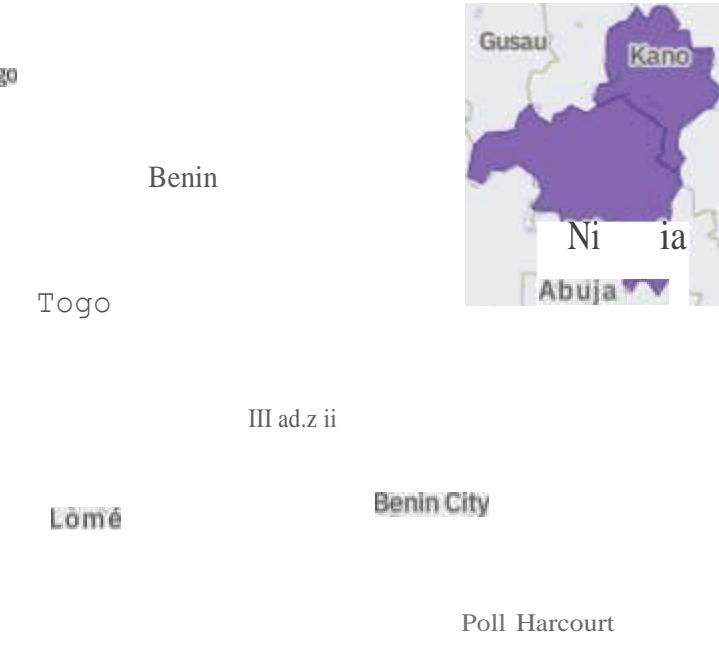 Gusau
Kano
go
Benin
Ni ia
Abuja
Togo
III ad.z ii
Benin City
Lomé
Poll Harcourt